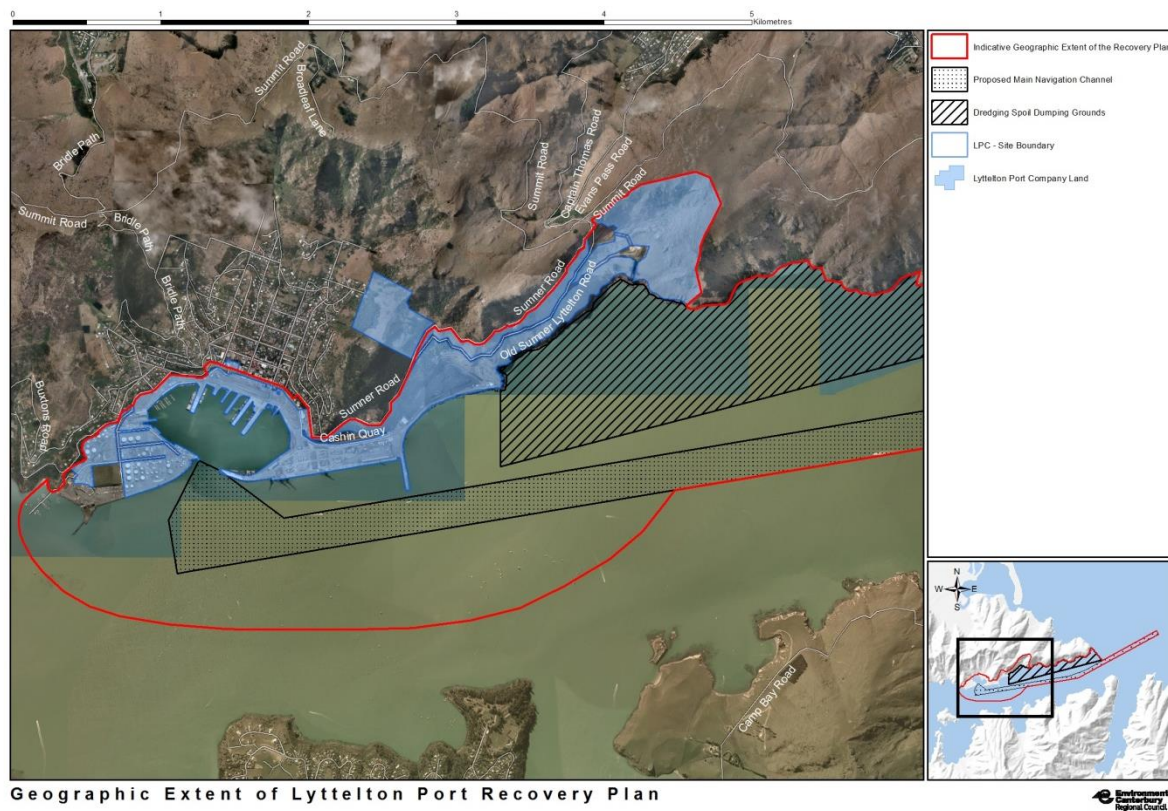 0 1 2 3 4 5
Kilometres
Indicative Geographic Extent of the Recovery Plan
Proposed Main Navigation Channel
Dredging Spoil Dumping Grounds
LPC - Site Boundary
Lyttelton Port Company Land
Summit Road
Broadleaf Lane
Bridle Path
Summit Road
Bridle Path
Bridle Path
Summit Road
Captain Thomas Road
Evans Pass Road
Summit Road
Sumner Road
Old Sumner Lyttelton Road
Sumner Road
Buxtons Road
Cashin Quay
Camp Bay Road
N
W E
S
Geographic Extent of Lyttelton Port Recovery Plan
Environment
Canterbury
Regional Council